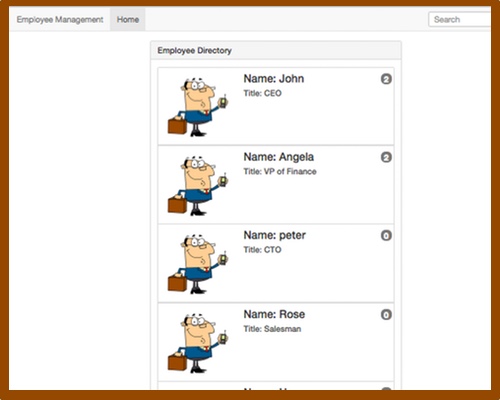 Employee Management Home Search
Employee Directory
Name: John 2
Title: CEO
Name: Angela 2
Title: VP of Finance
Name: peter 0
Title: CTO
Name: Rose 0
Title: Salesman